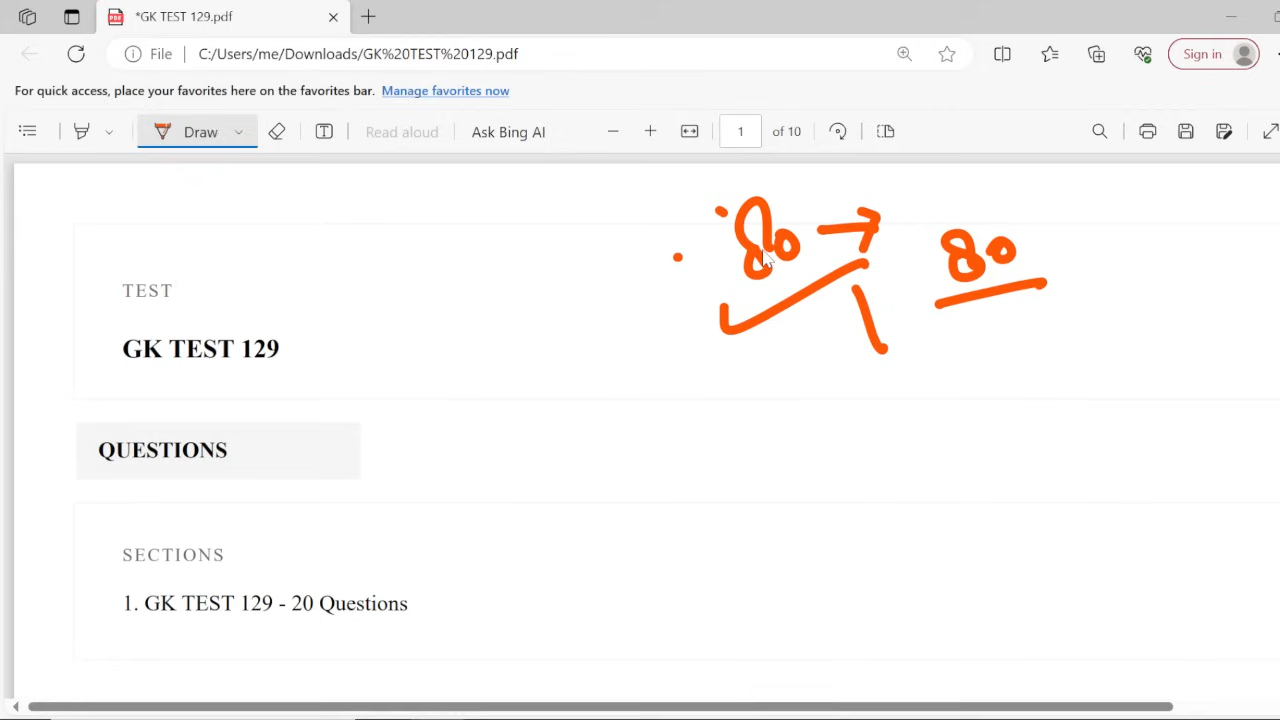 *GK TEST 129.pdf
File C:/Users/me/Downloads/GK%20TEST%20129.pdf Sign in
For quick access, place your favorites here on the favorites bar. Manage favorites now
Draw Read aloud Ask Bing AI 1 of 10
80 → 80
TEST
GK TEST 129
QUESTIONS
SECTIONS
1. GK TEST 129 - 20 Questions